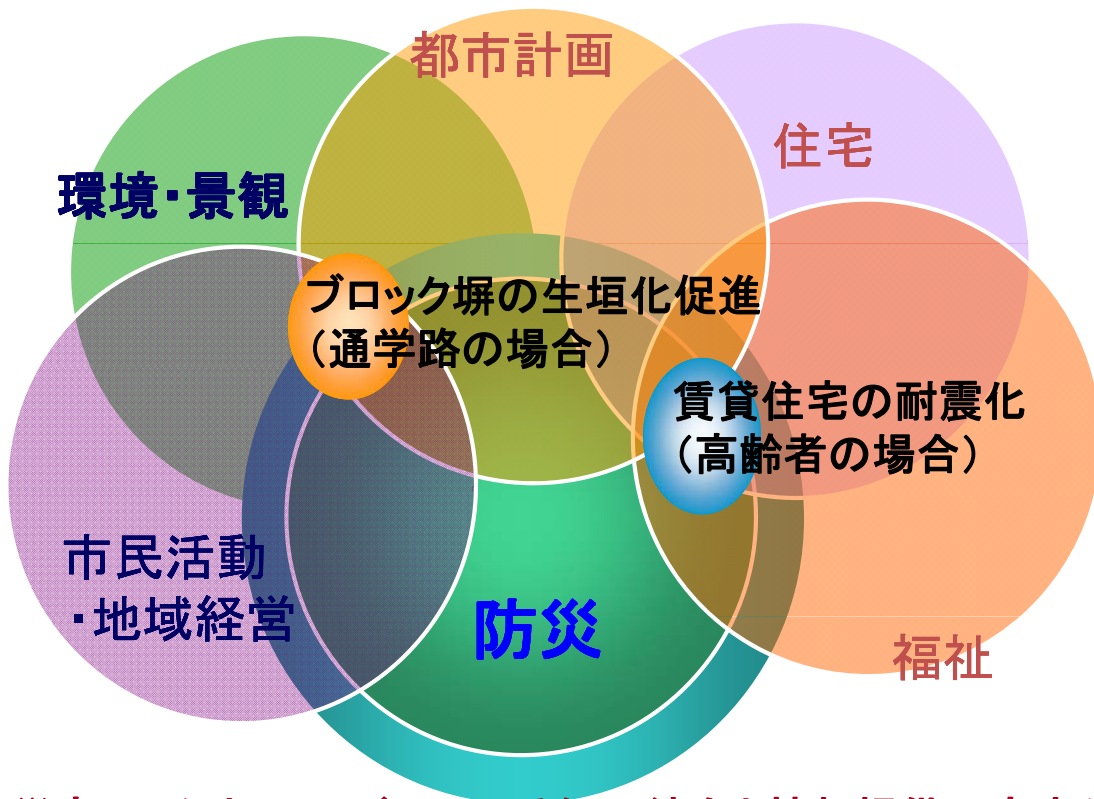 都市計画
住宅
環境・景観
ブロック塀の生垣化促進
（通学路の場合）
賃貸住宅の耐震化
（高齢者の場合）
市民活動
・地域経営
防災
福祉